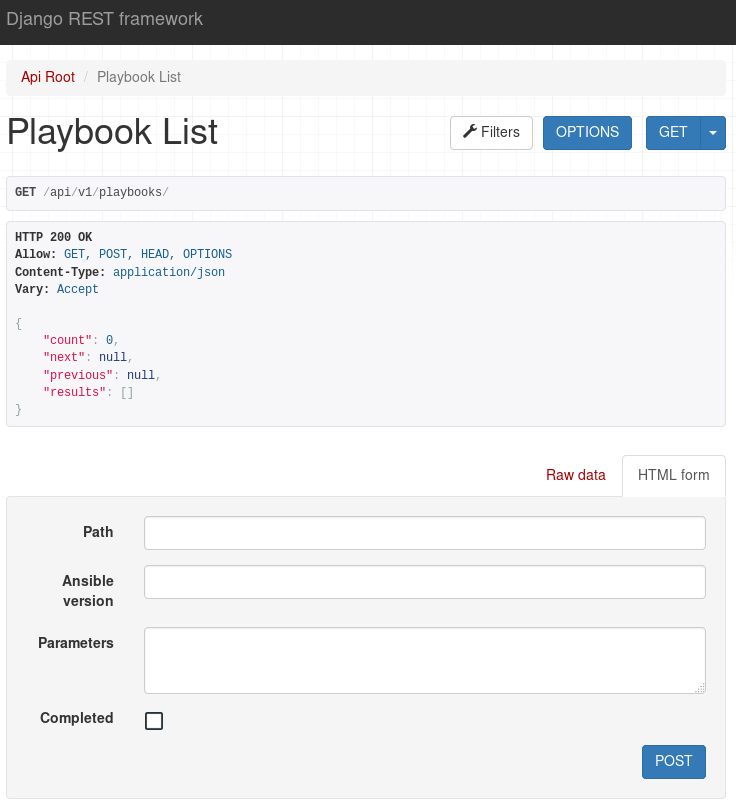 Django REST framework
Api Root / Playbook List
Playbook List
Filters
OPTIONS
GET
GET /api/v1/playbooks/
HTTP 200 OK
Allow: GET, POST, HEAD, OPTIONS
Content-Type: application/json
Vary: Accept
{
    "count": 0,
    "next": null,
    "previous": null,
    "results": []
}
Raw data
HTML form
Path
Ansible
version
Parameters
Completed
POST